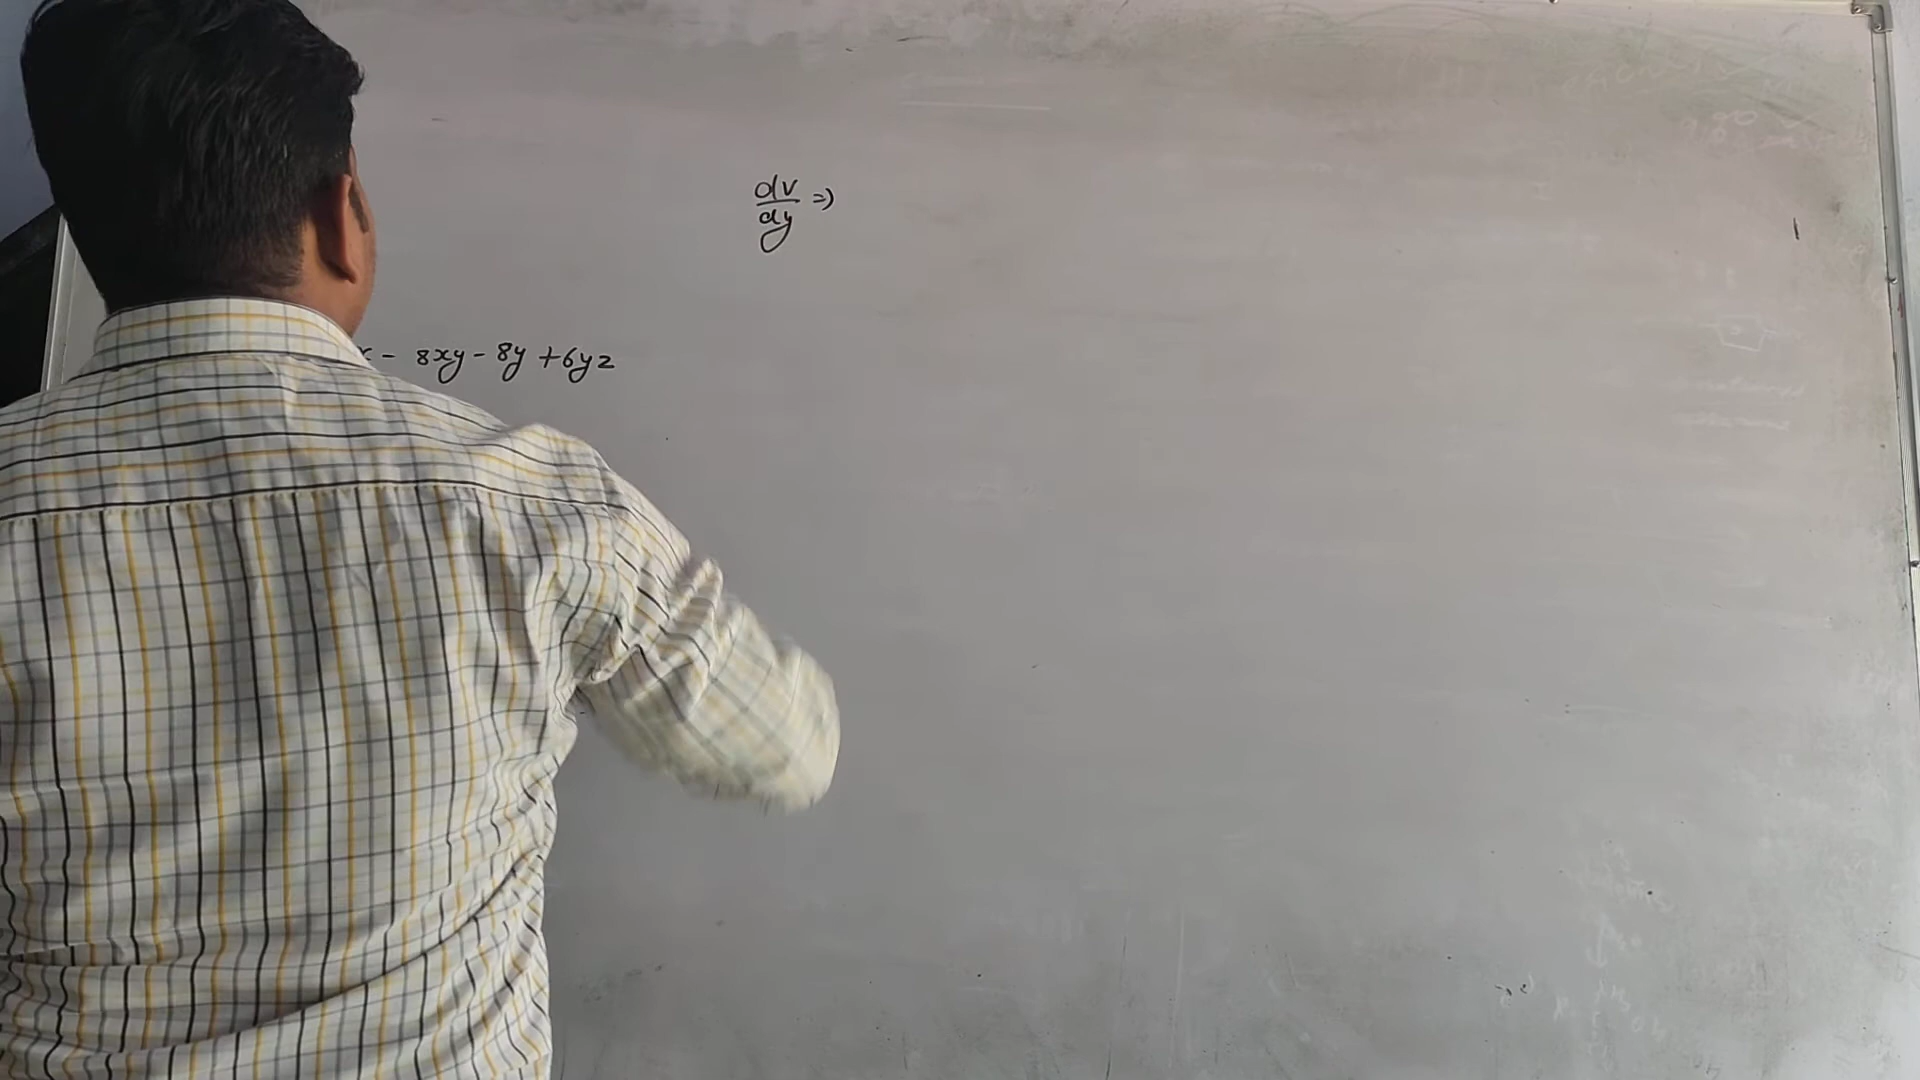 dv/dy =>
x - 8xy - 8y + 6yz